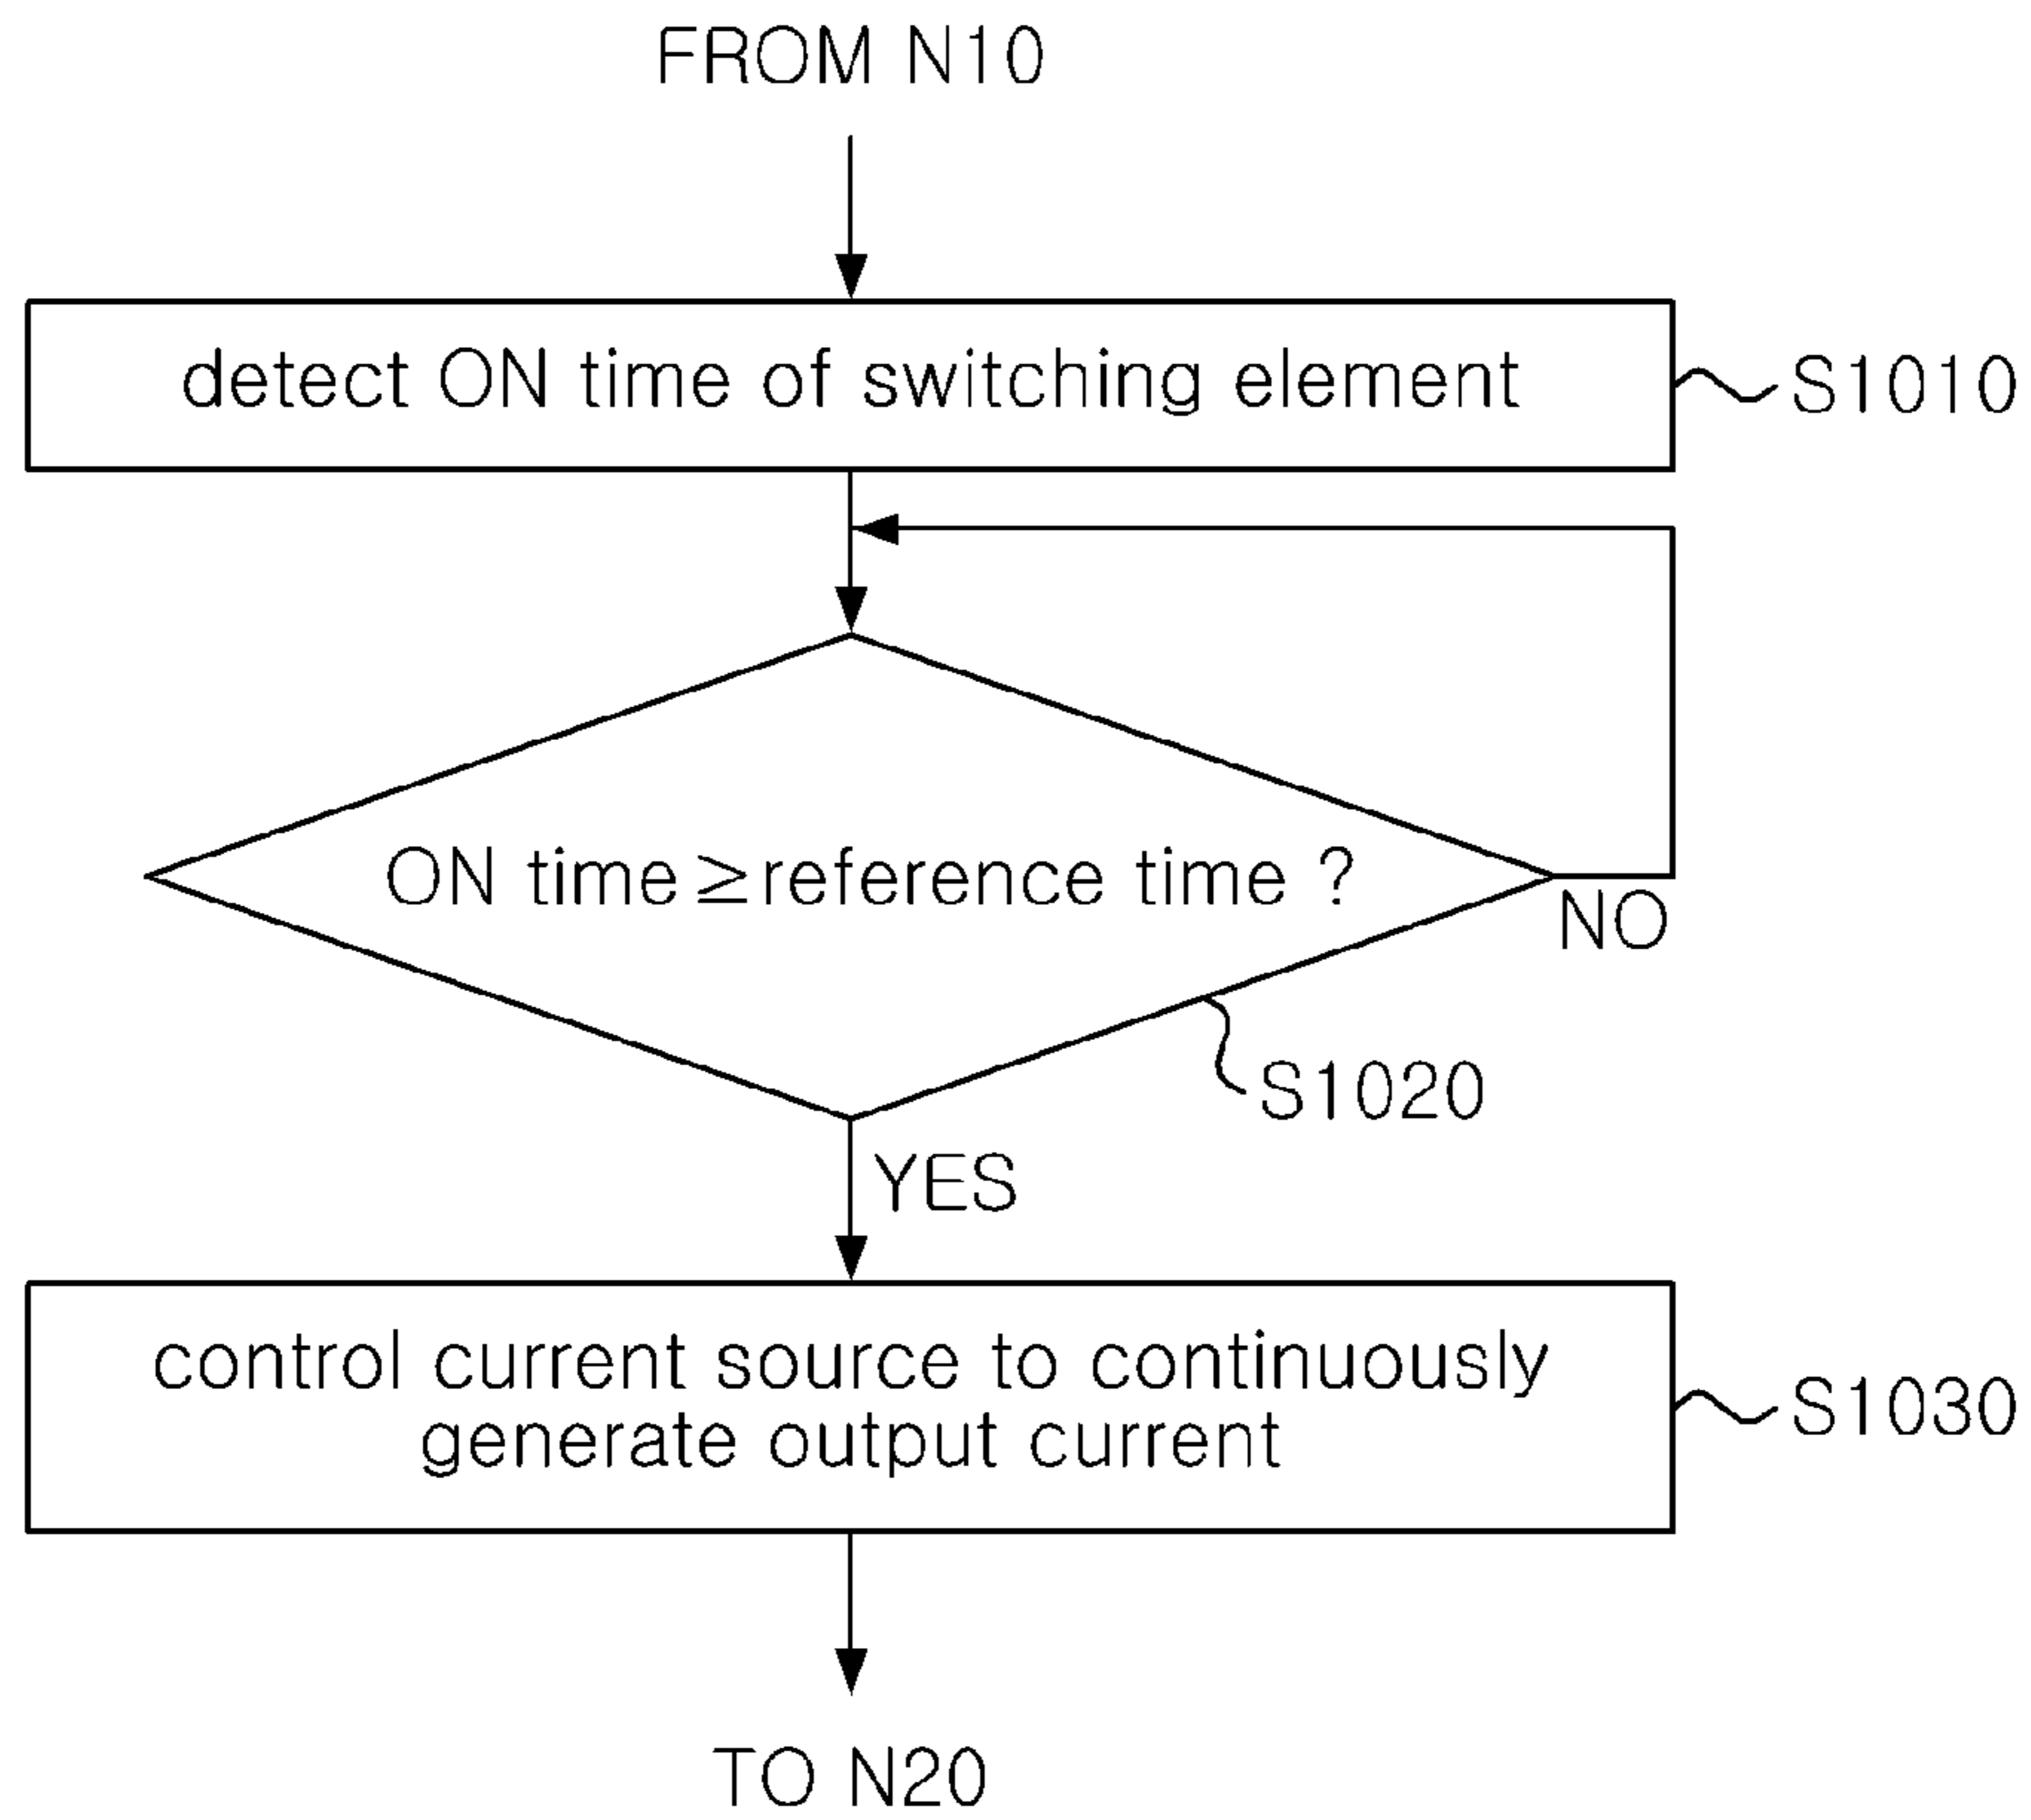 FROM N10
detect ON time of switching element
S1010
ON time≥reference time ?
NO
S1020
YES
control current source to continuously
generate output current
S1030
TO N20